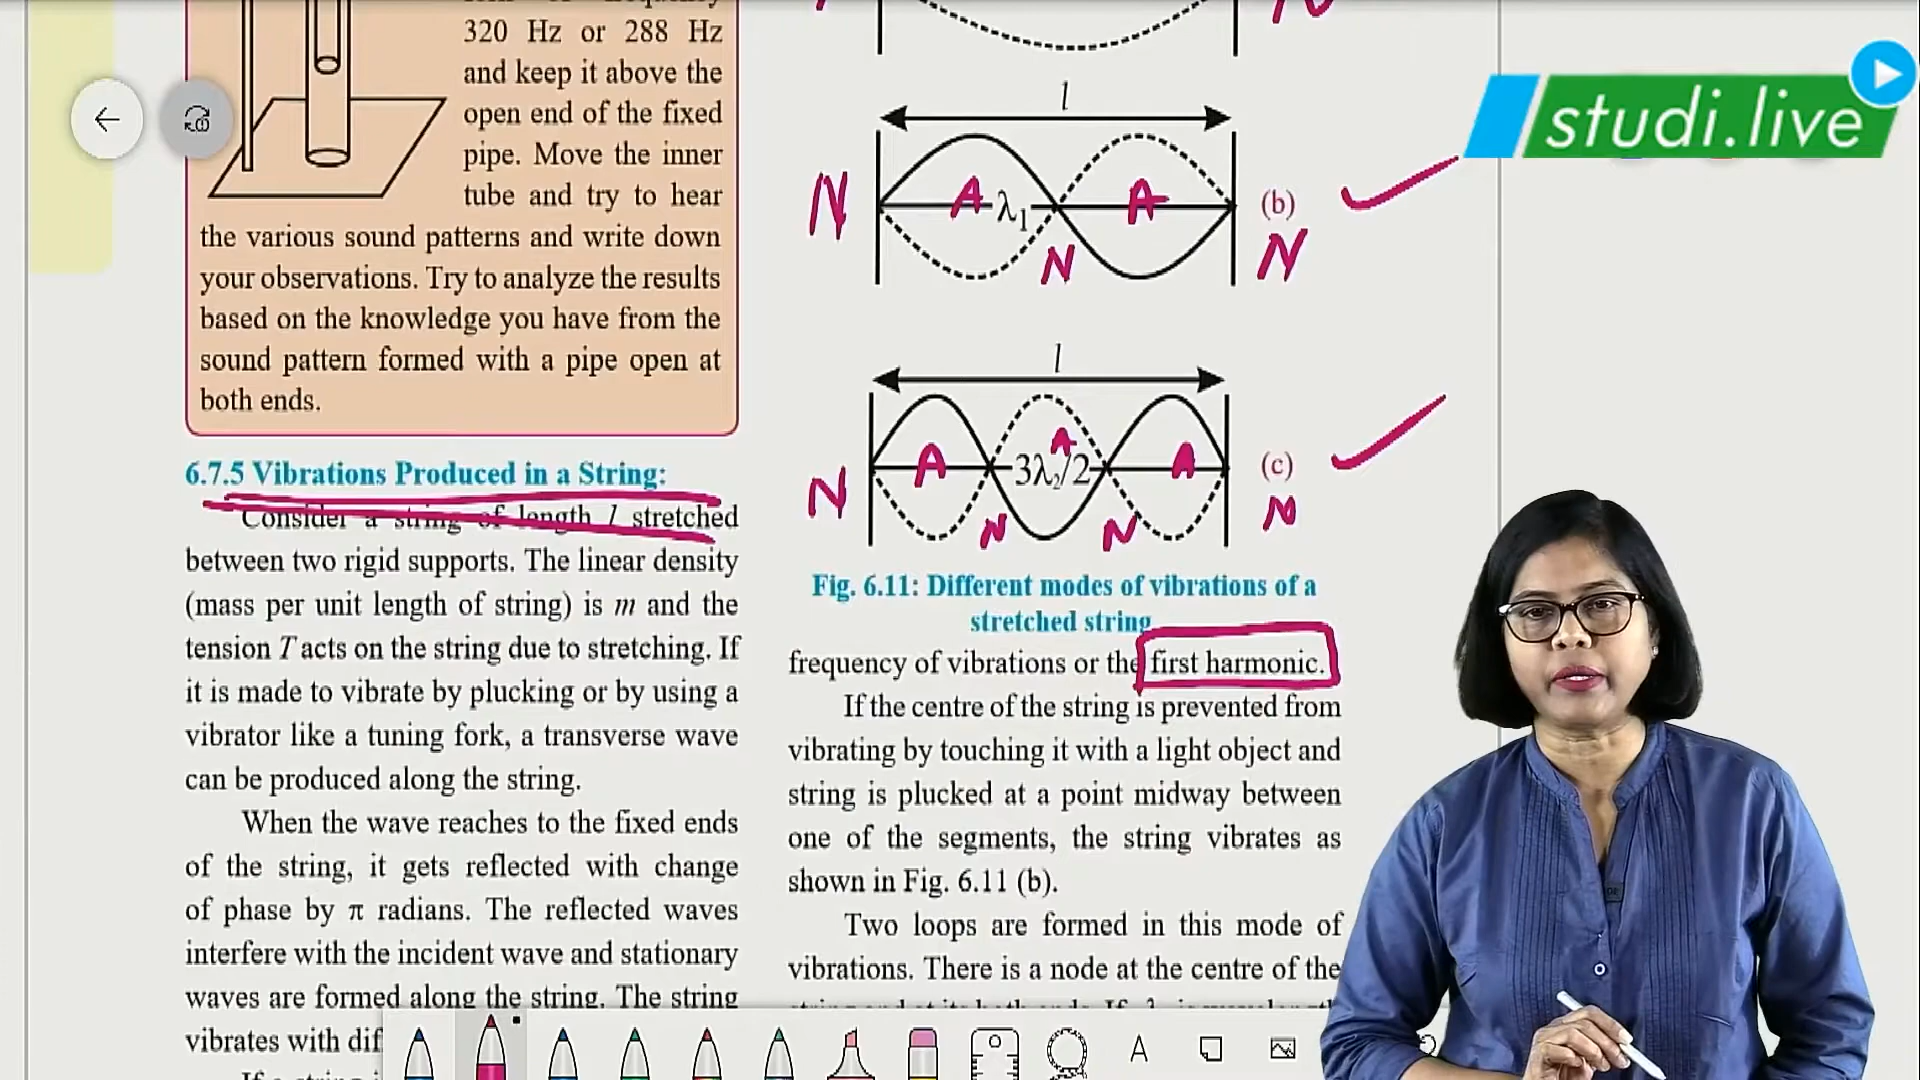 320 Hz or 288 Hz
and keep it above the
open end of the fixed
pipe. Move the inner
tube and try to hear
the various sound patterns and write down
your observations. Try to analyze the results
based on the knowledge you have from the
sound pattern formed with a pipe open at
both ends.
6.7.5 Vibrations Produced in a String:
Consider a string of length l stretched
between two rigid supports. The linear density
(mass per unit length of string) is m and the
tension T acts on the string due to stretching. If
it is made to vibrate by plucking or by using a
vibrator like a tuning fork, a transverse wave
can be produced along the string.
When the wave reaches to the fixed ends
of the string, it gets reflected with change
of phase by π radians. The reflected waves
interfere with the incident wave and stationary
waves are formed along the string. The string
vibrates with dif
N
l
N A λ₁ A (b)
N N
l
A 3λ₂/2 A A (c)
N N N N
Fig. 6.11: Different modes of vibrations of a
stretched string
frequency of vibrations or the first harmonic.
If the centre of the string is prevented from
vibrating by touching it with a light object and
string is plucked at a point midway between
one of the segments, the string vibrates as
shown in Fig. 6.11 (b).
Two loops are formed in this mode of
vibrations. There is a node at the centre of the
studi.live
A